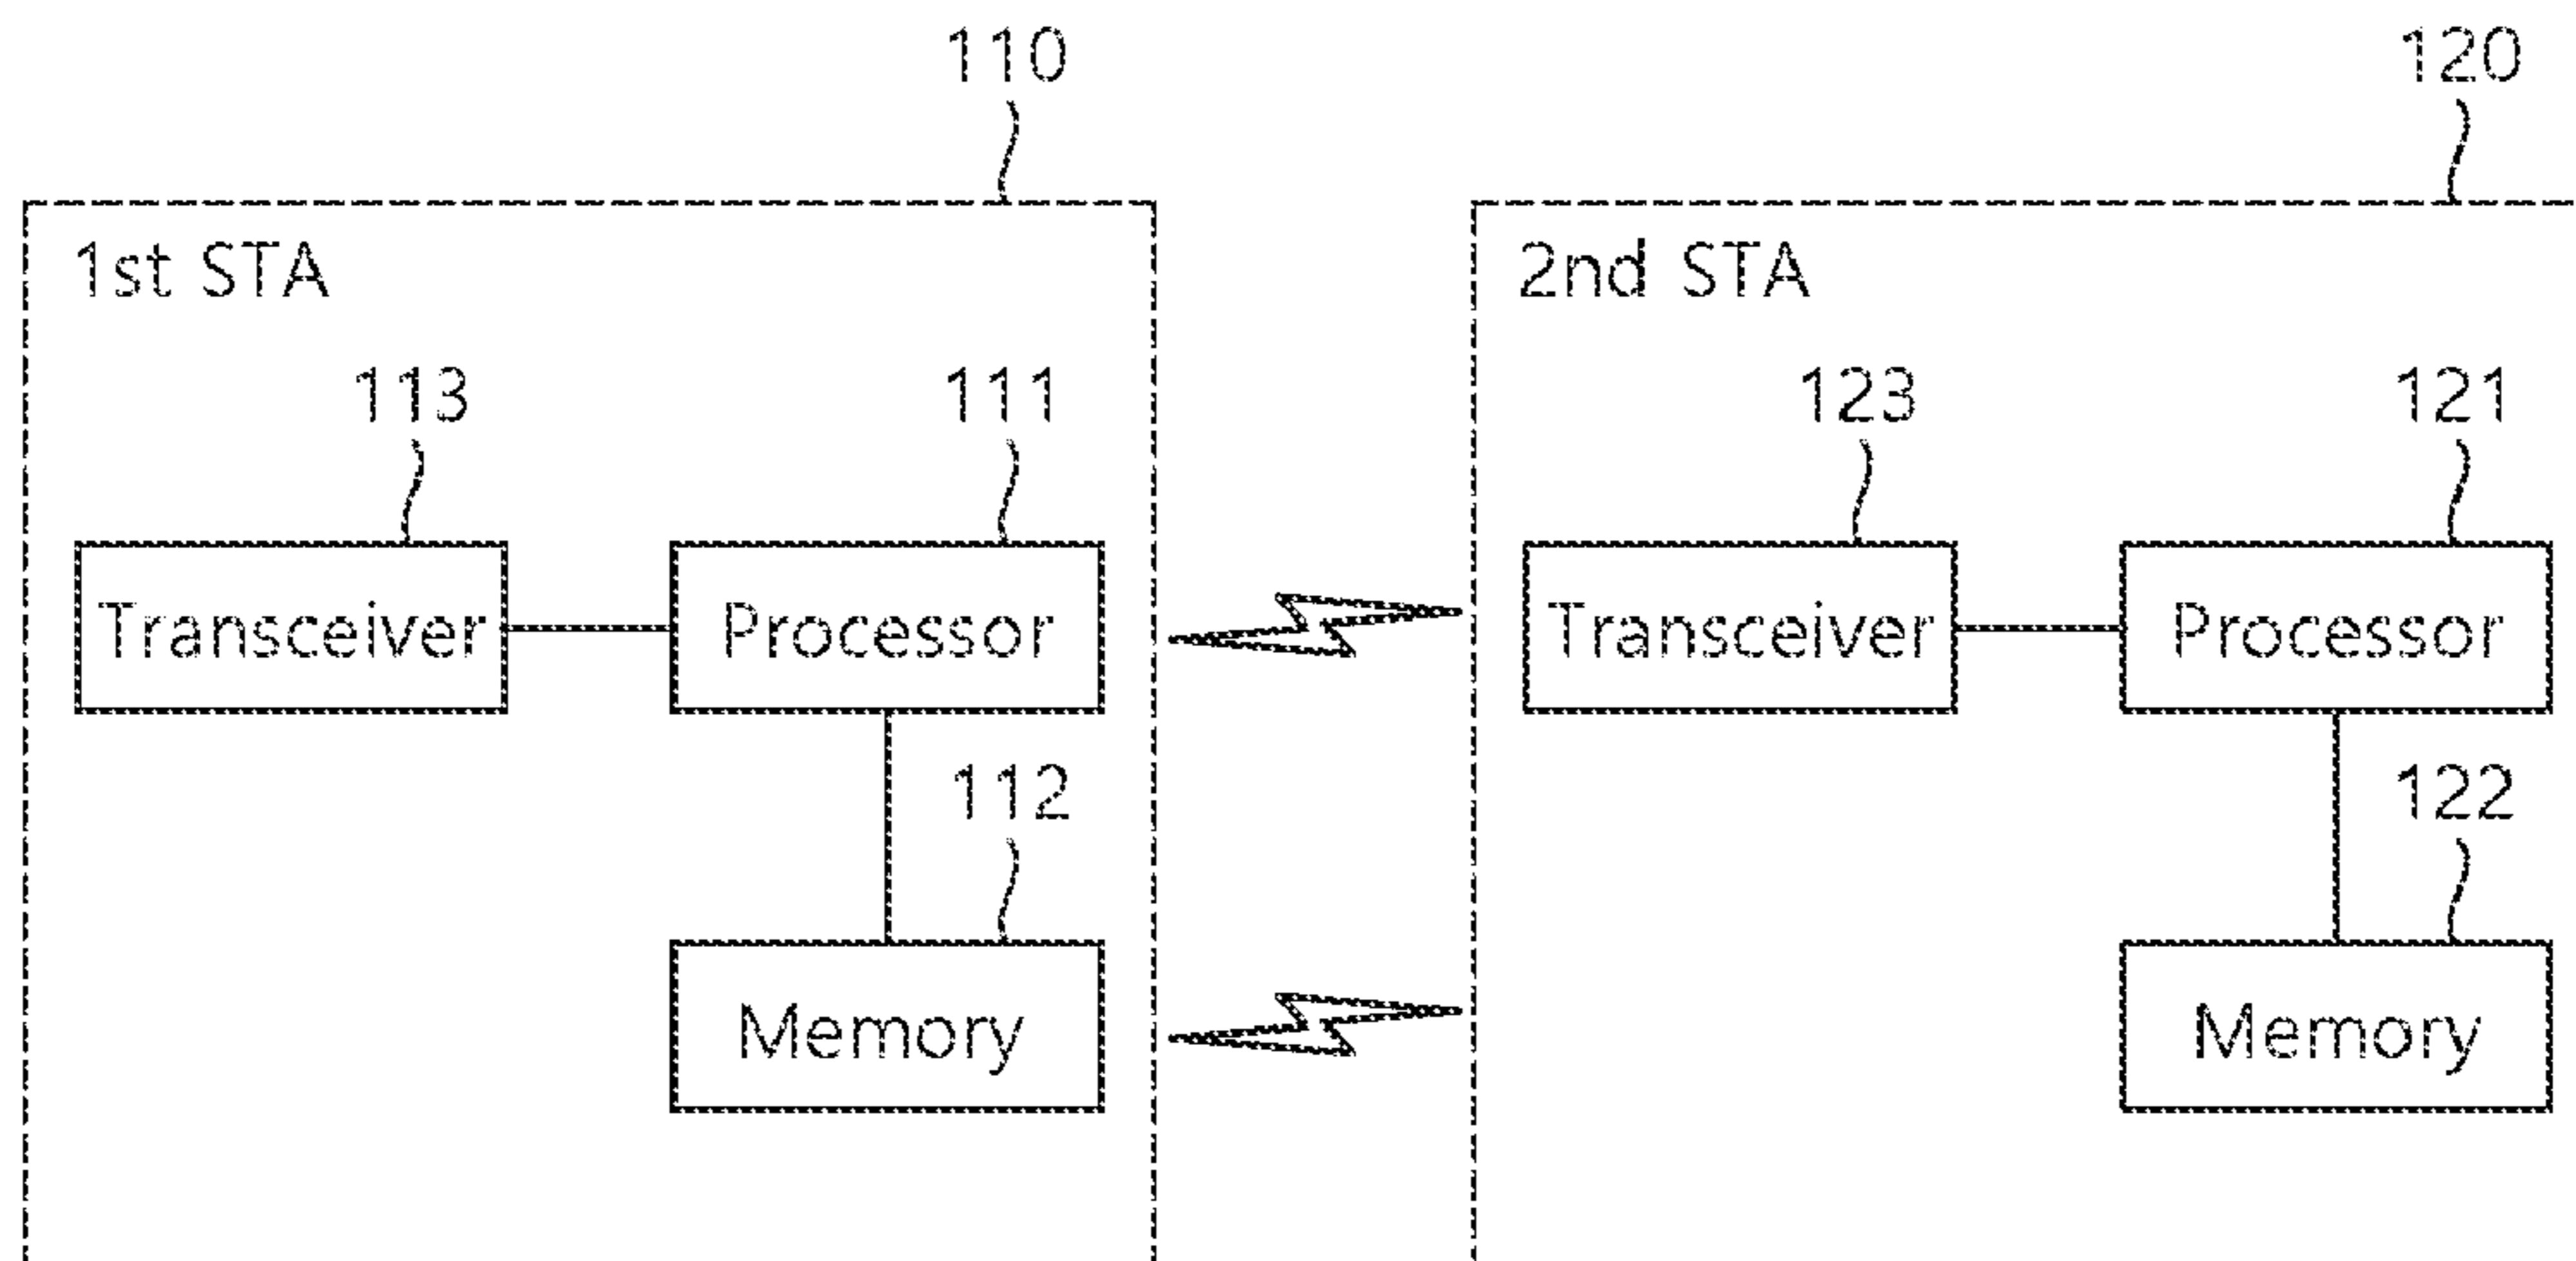 110 120
1st STA 2nd STA
113 111 123 121
Transceiver Processor Transceiver Processor
112 122
Memory Memory